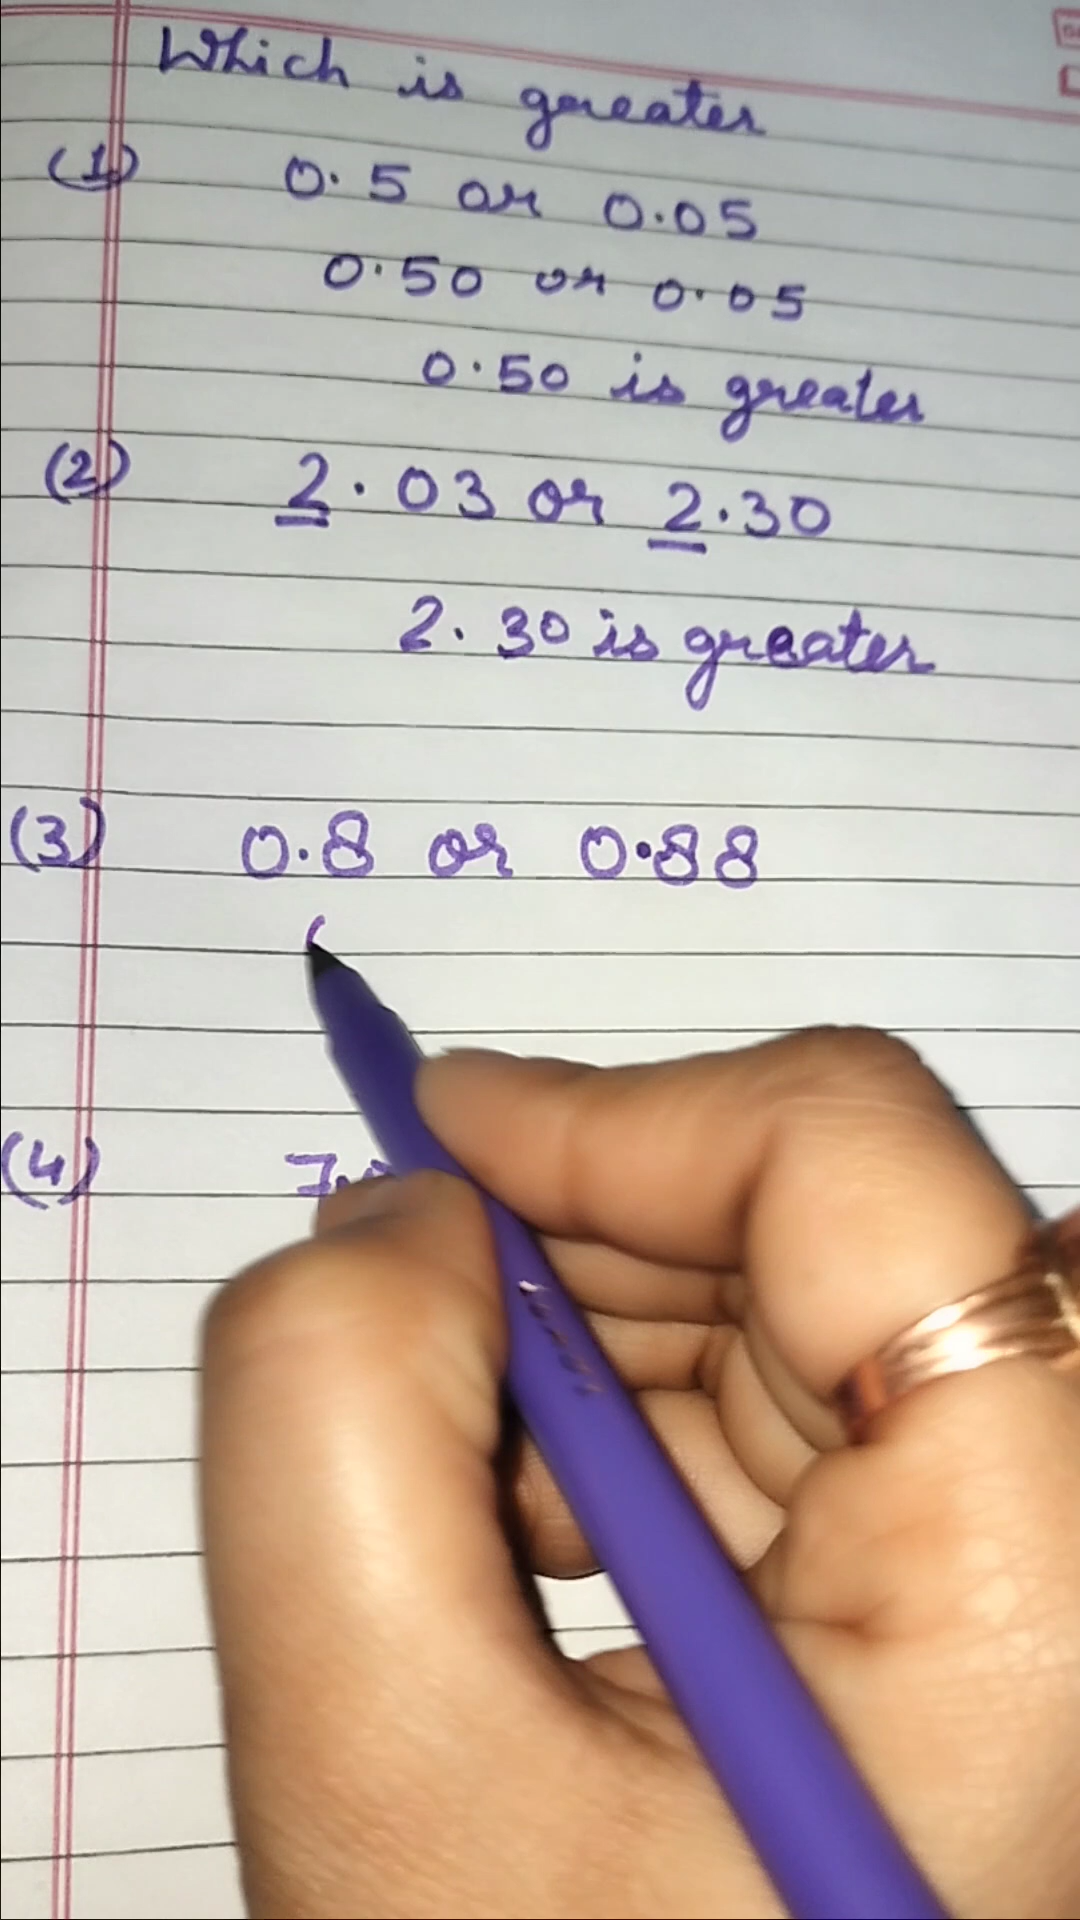 Which is greater
(1) 0.5 or 0.05
0.50 or 0.05
0.50 is greater
(2) 2.03 or 2.30
2.30 is greater
(3) 0.8 or 0.88
(4)